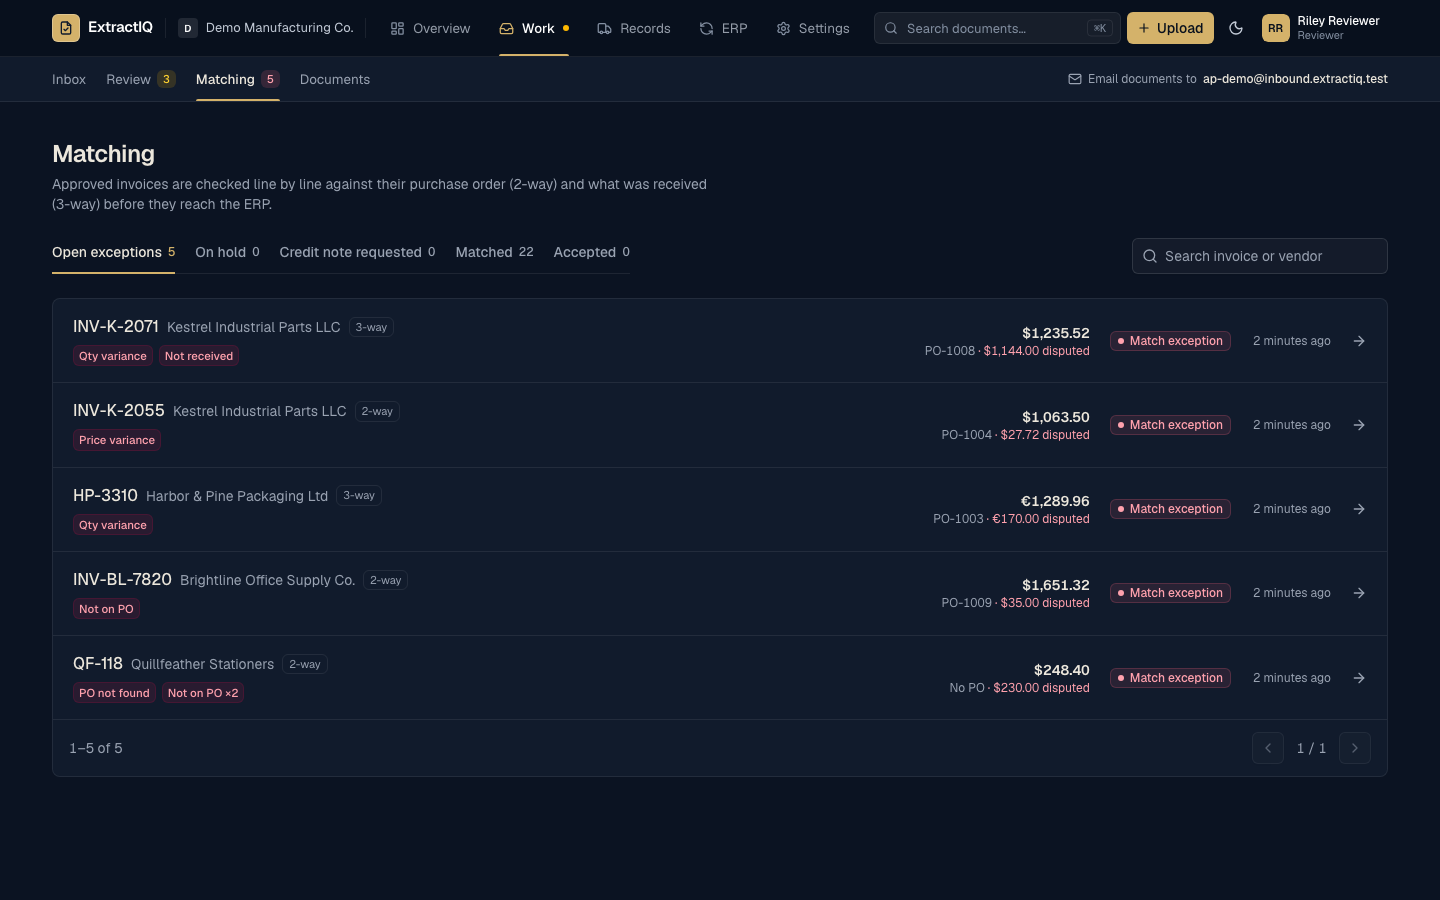 ExtractIQ
D Demo Manufacturing Co.
Overview
Work
Records
ERP
Settings
Search documents... ⌘K
Upload
RR
Riley Reviewer
Reviewer
Inbox
Review 3
Matching 5
Documents
Email documents to ap-demo@inbound.extractiq.test
Matching
Approved invoices are checked line by line against their purchase order (2-way) and what was received
(3-way) before they reach the ERP.
Open exceptions 5
On hold 0
Credit note requested 0
Matched 22
Accepted 0
Search invoice or vendor
INV-K-2071 Kestrel Industrial Parts LLC 3-way
Qty variance Not received
$1,235.52
PO-1008 · $1,144.00 disputed
Match exception
2 minutes ago
INV-K-2055 Kestrel Industrial Parts LLC 2-way
Price variance
$1,063.50
PO-1004 · $27.72 disputed
Match exception
2 minutes ago
HP-3310 Harbor & Pine Packaging Ltd 3-way
Qty variance
€1,289.96
PO-1003 · €170.00 disputed
Match exception
2 minutes ago
INV-BL-7820 Brightline Office Supply Co. 2-way
Not on PO
$1,651.32
PO-1009 · $35.00 disputed
Match exception
2 minutes ago
QF-118 Quillfeather Stationers 2-way
PO not found Not on PO ×2
$248.40
No PO · $230.00 disputed
Match exception
2 minutes ago
1–5 of 5
1 / 1